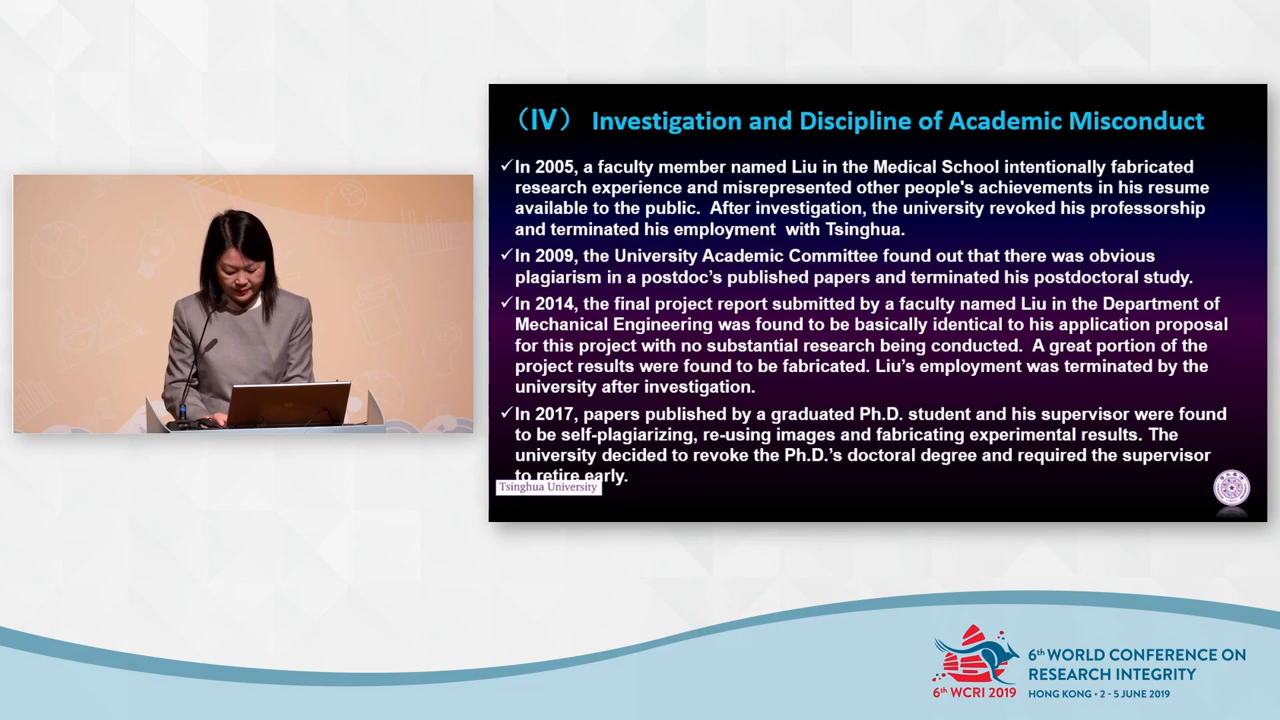 （IV） Investigation and Discipline of Academic Misconduct
✓In 2005, a faculty member named Liu in the Medical School intentionally fabricated
research experience and misrepresented other people's achievements in his resume
available to the public.  After investigation, the university revoked his professorship
and terminated his employment  with Tsinghua.
✓In 2009, the University Academic Committee found out that there was obvious
plagiarism in a postdoc’s published papers and terminated his postdoctoral study.
✓In 2014, the final project report submitted by a faculty named Liu in the Department of
Mechanical Engineering was found to be basically identical to his application proposal
for this project with no substantial research being conducted.  A great portion of the
project results were found to be fabricated. Liu’s employment was terminated by the
university after investigation.
✓In 2017, papers published by a graduated Ph.D. student and his supervisor were found
to be self-plagiarizing, re-using images and fabricating experimental results. The
university decided to revoke the Ph.D.’s doctoral degree and required the supervisor
to retire early.
Tsinghua University
6th WCRI 2019
6th WORLD CONFERENCE ON
RESEARCH INTEGRITY
HONG KONG • 2 - 5 JUNE 2019